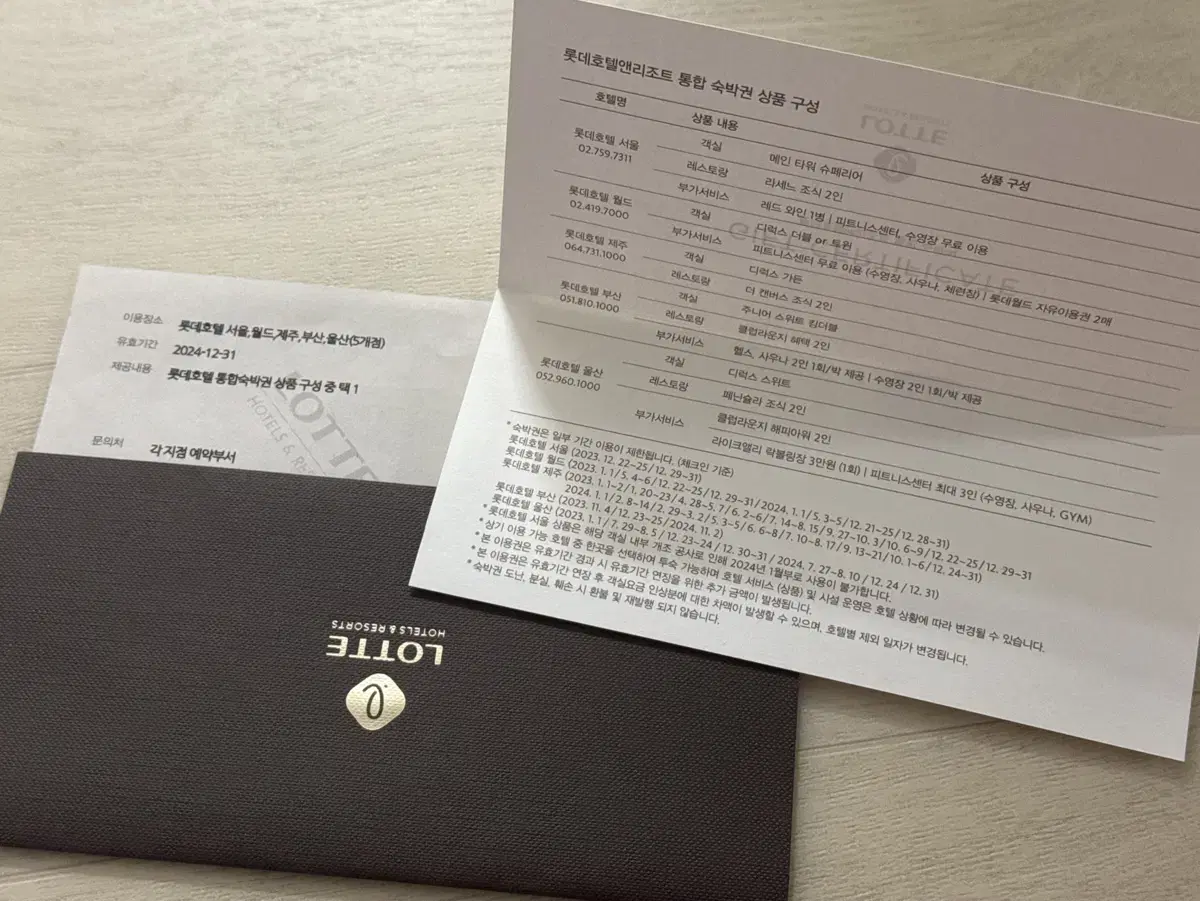 롯데호텔앤리조트 통합 숙박권 상품 구성
호텔명 상품 내용 상품 구성
롯데호텔 서울 객실 메인 타워 슈페리어
02.759.7311 레스토랑 라세느 조식 2인
부가서비스 레드 와인 1병 | 피트니스센터, 수영장 무료 이용
롯데호텔 월드 객실 디럭스 더블 or 트윈
02.419.7000 부가서비스 피트니스센터 무료 이용 (수영장, 사우나, 체련장) | 롯데월드 자유이용권 2매
롯데호텔 제주 객실 디럭스 가든
064.731.1000 레스토랑 더 캔버스 조식 2인
롯데호텔 부산 객실 주니어 스위트 킹더블
051.810.1000 레스토랑 클럽라운지 혜택 2인
부가서비스 헬스, 사우나 2인 1회/박 제공 | 수영장 2인 1회/박 제공
롯데호텔 울산 객실 디럭스 스위트
052.960.1000 레스토랑 페닌슐라 조식 2인
클럽라운지 해피아워 2인
부가서비스 라이크앨리 락볼링장 3만원 (1회) | 피트니스센터 최대 3인 (수영장, 사우나, GYM)
* 숙박권은 일부 기간 이용이 제한됩니다. (체크인 기준)
롯데호텔 서울 (2023. 12. 22~25 / 12. 29~31)
롯데호텔 월드 (2023. 1. 1 / 5. 4~6 / 12. 22~25 / 12. 29~31 / 2024. 1. 1 / 5. 3~5 / 12. 21~25 / 12. 28~31)
롯데호텔 제주 (2023. 1. 1~2 / 1. 20~23 / 4. 28~5. 7 / 6. 2~6 / 7. 14~8. 15 / 9. 27~10. 3 / 10. 6~9 / 12. 22~25 / 12. 29~31
2024. 1. 1 / 2. 8~14 / 2. 29~3. 2 / 5. 3~5 / 6. 6~8 / 7. 10~8. 17 / 9. 13~21 / 10. 1~6 / 12. 24~31)
롯데호텔 부산 (2023. 11. 4 / 12. 23~25 / 2024. 11. 2)
롯데호텔 울산 (2023. 1. 1 / 7. 29~8. 5 / 12. 23~24 / 12. 30~31 / 2024. 7. 27~8. 10 / 12. 24 / 12. 31)
* 롯데호텔 서울 상품은 해당 객실 내부 개조 공사로 인해 2024년 1월부로 사용이 불가합니다.
* 상기 이용 가능 호텔 중 한곳을 선택하여 투숙 가능하며 호텔 서비스 (상품) 및 시설 운영은 호텔 상황에 따라 변경될 수 있습니다.
* 본 이용권은 유효기간 경과 시 유효기간 연장을 위한 추가 금액이 발생됩니다.
* 본 이용권은 유효기간 연장 후 객실요금 인상분에 대한 차액이 발생할 수 있으며, 호텔별 제외 일자가 변경됩니다.
* 숙박권 도난, 분실, 훼손 시 환불 및 재발행 되지 않습니다.
LOTTE
GIFT CERTIFICATE
이용장소 롯데호텔 서울,월드,제주,부산,울산(5개점)
유효기간 2024-12-31
제공내용 롯데호텔 통합숙박권 상품 구성 중 택 1
문의처 각 지점 예약부서
LOTTE
HOTELS &
LOTTE
HOTELS & RESORTS